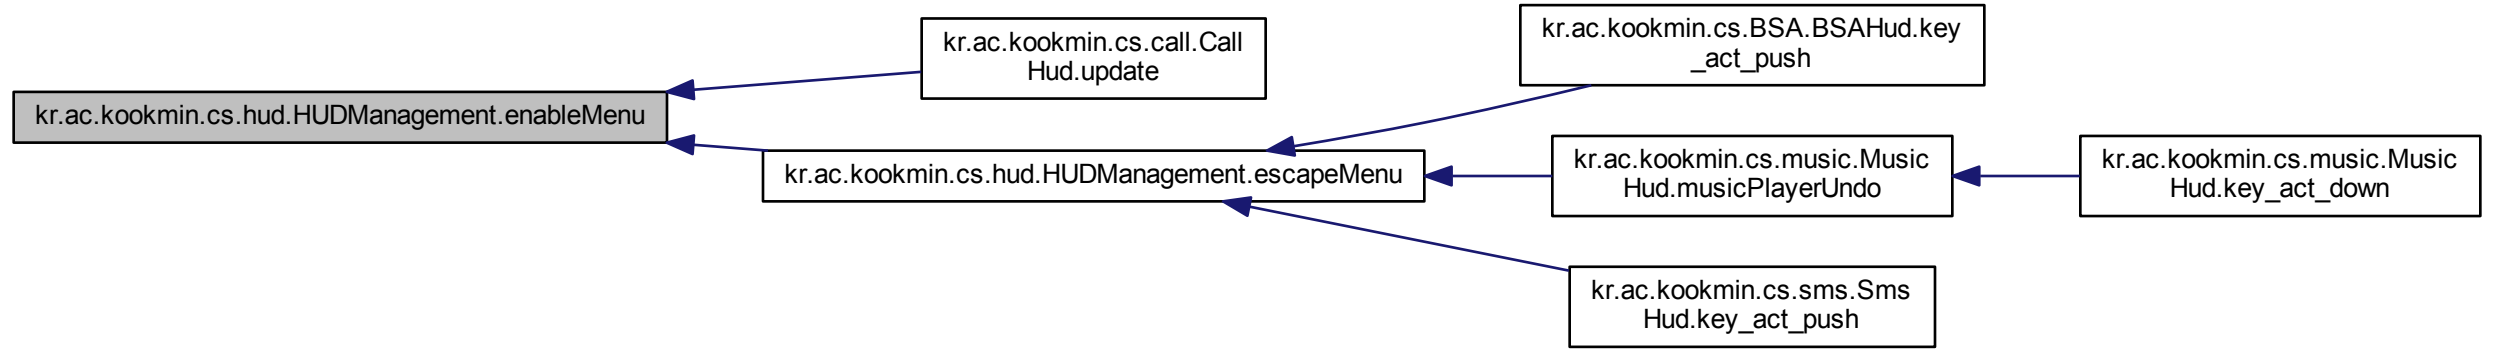 kr.ac.kookmin.cs.hud.HUDManagement.enableMenu
kr.ac.kookmin.cs.call.Call
Hud.update
kr.ac.kookmin.cs.hud.HUDManagement.escapeMenu
kr.ac.kookmin.cs.BSA.BSAHud.key
_act_push
kr.ac.kookmin.cs.music.Music
Hud.musicPlayerUndo
kr.ac.kookmin.cs.music.Music
Hud.key_act_down
kr.ac.kookmin.cs.sms.Sms
Hud.key_act_push